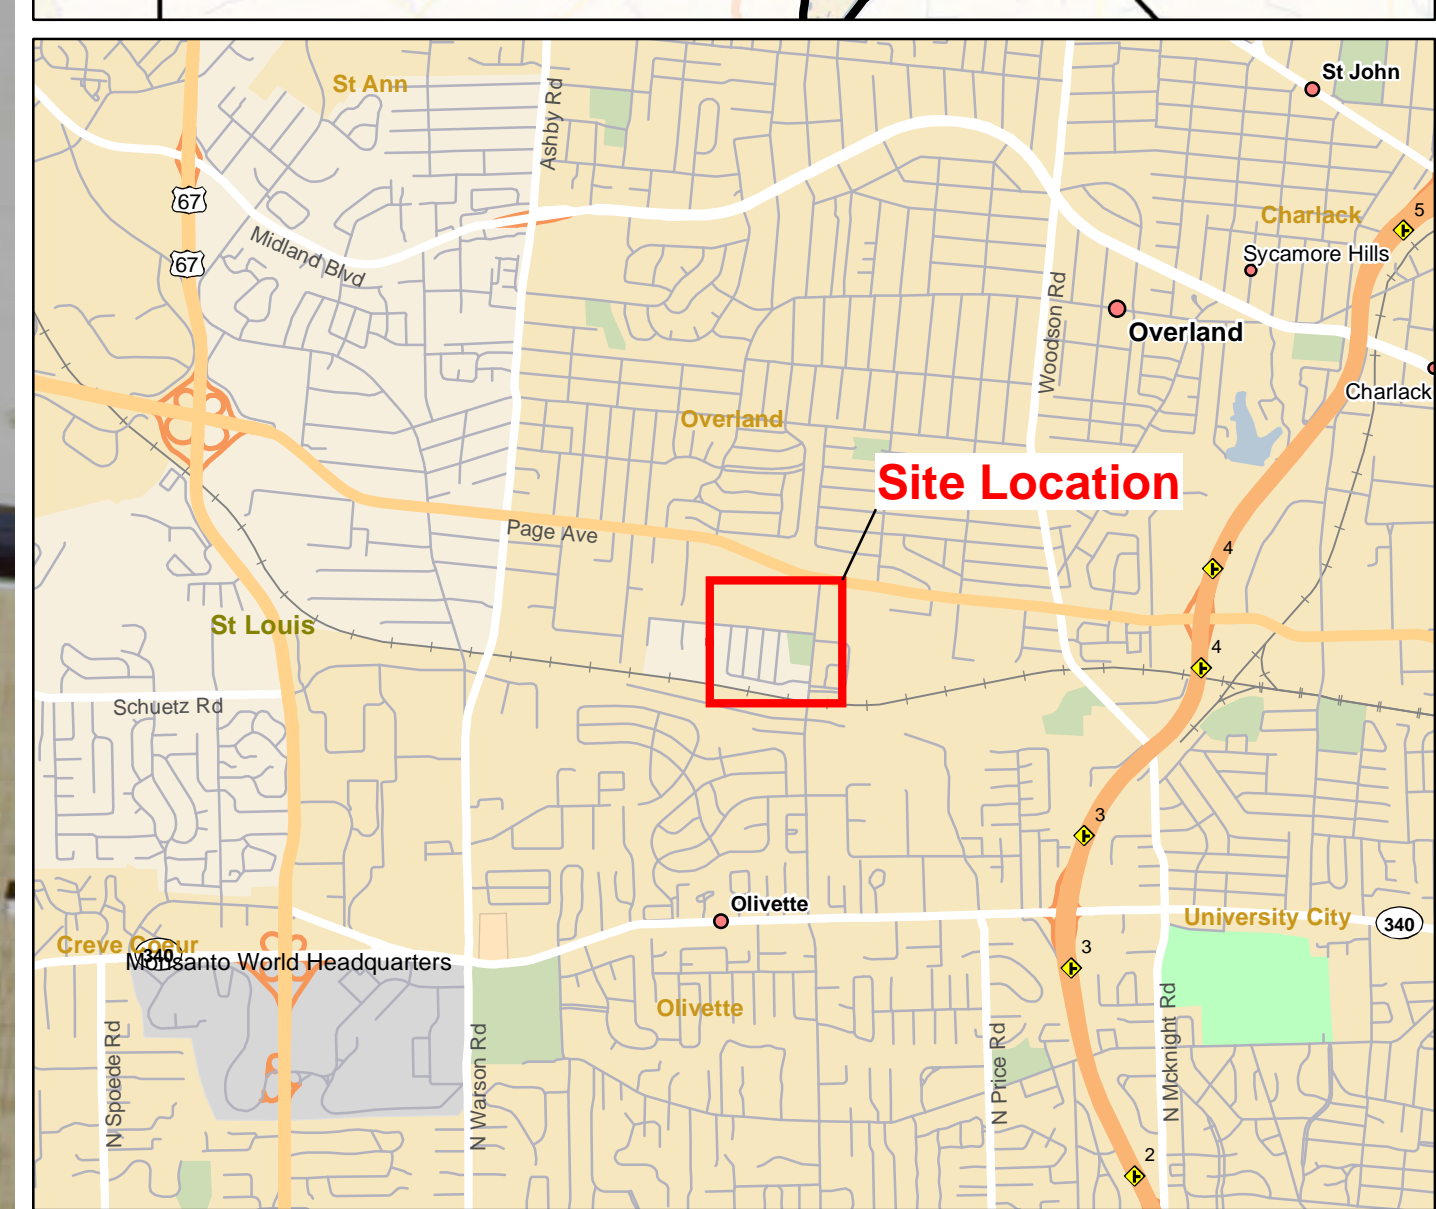 St Ann
St John
Ashby Rd
67
5
Charlack
Midland Blvd
Sycamore Hills
67
Woodson Rd
Overland
Charlack
Overland
Site Location
Page Ave
4
St Louis
4
Schuetz Rd
3
Olivette
University City
340
Creve Coeur
340
Monsanto World Headquarters
3
Olivette
N Spoede Rd
N Warson Rd
N Price Rd
N Mcknight Rd
2